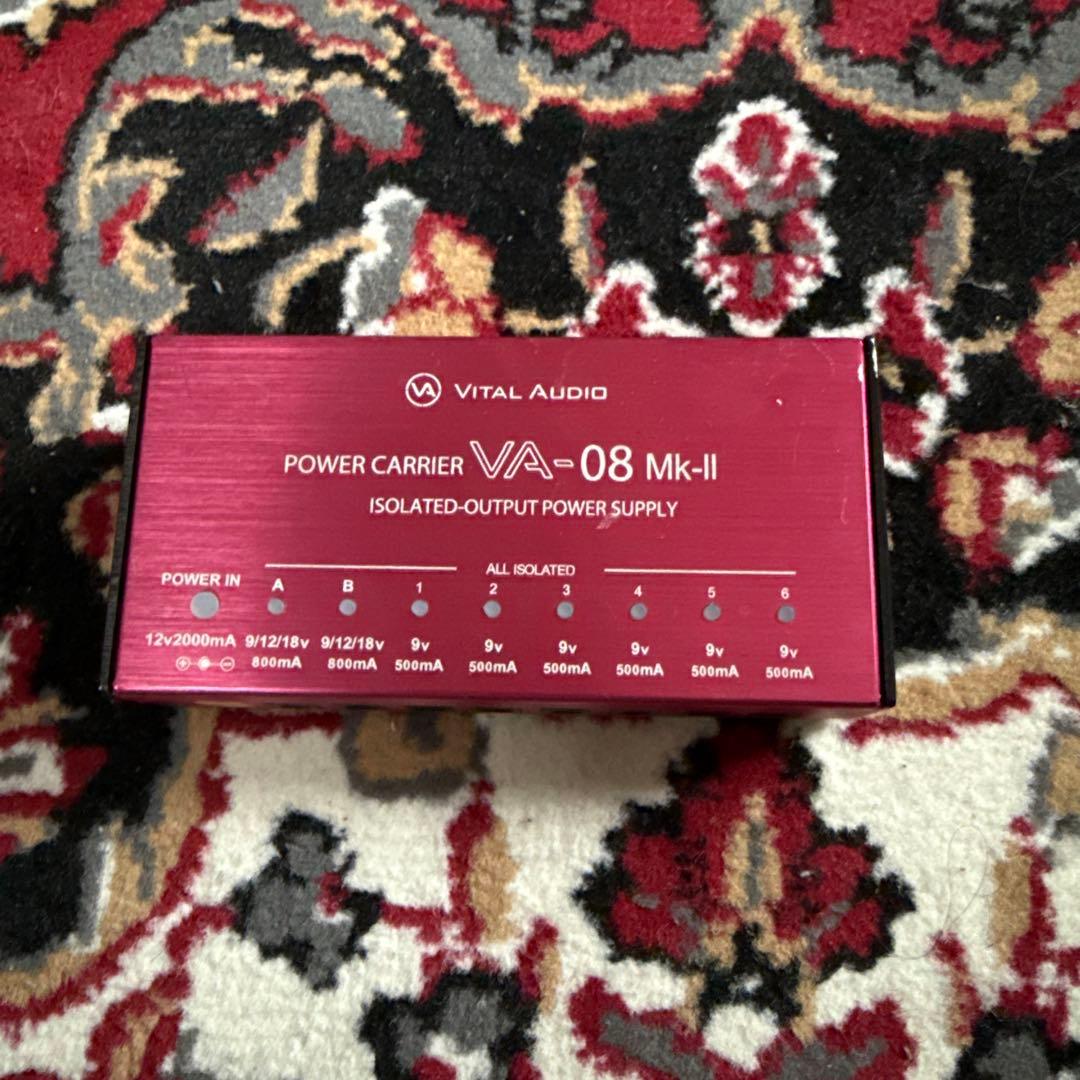 VA VITAL AUDIO
POWER CARRIER VA-08 Mk-II
ISOLATED-OUTPUT POWER SUPPLY
ALL ISOLATED
POWER IN A B 1 2 3 4 5 6
12v2000mA 9/12/18v 9/12/18v 9v 9v 9v 9v 9v 9v
800mA 800mA 500mA 500mA 500mA 500mA 500mA 500mA